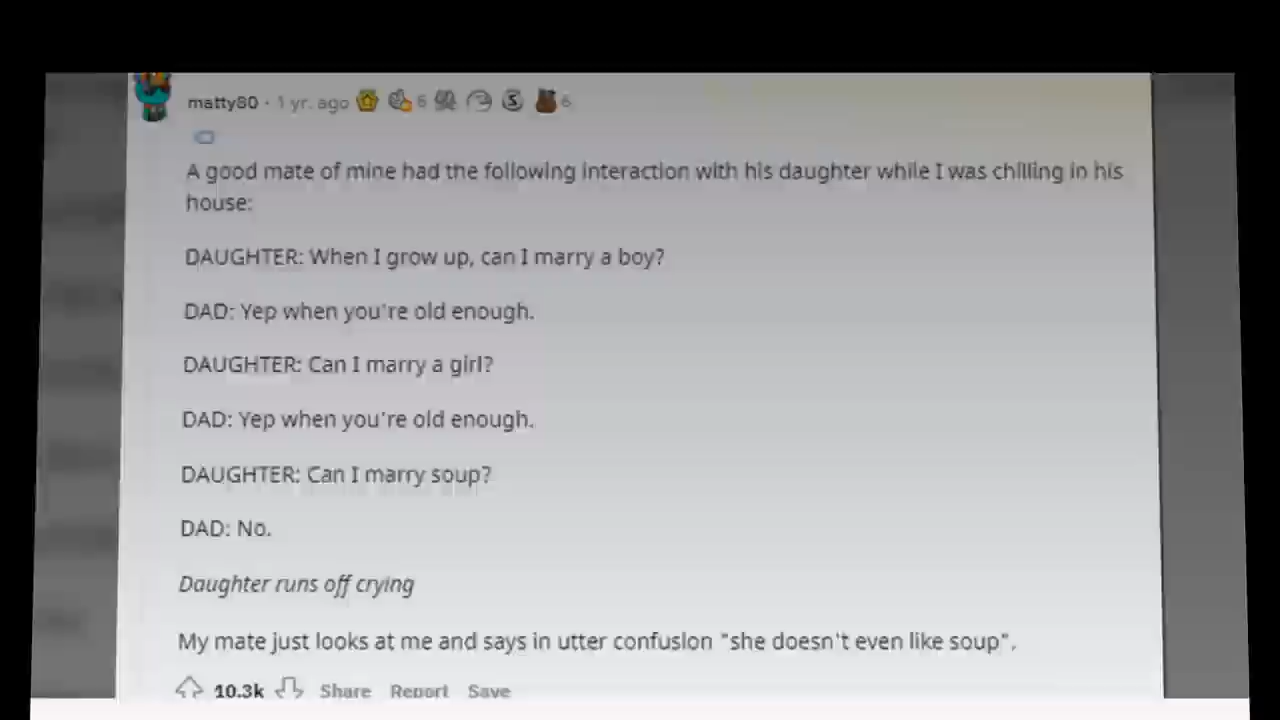 matty80 · 1 yr. ago 6 S 6
A good mate of mine had the following interaction with his daughter while I was chilling in his
house:
DAUGHTER: When I grow up, can I marry a boy?
DAD: Yep when you're old enough.
DAUGHTER: Can I marry a girl?
DAD: Yep when you're old enough.
DAUGHTER: Can I marry soup?
DAD: No.
Daughter runs off crying
My mate just looks at me and says in utter confusion "she doesn't even like soup".
10.3k Share Report Save